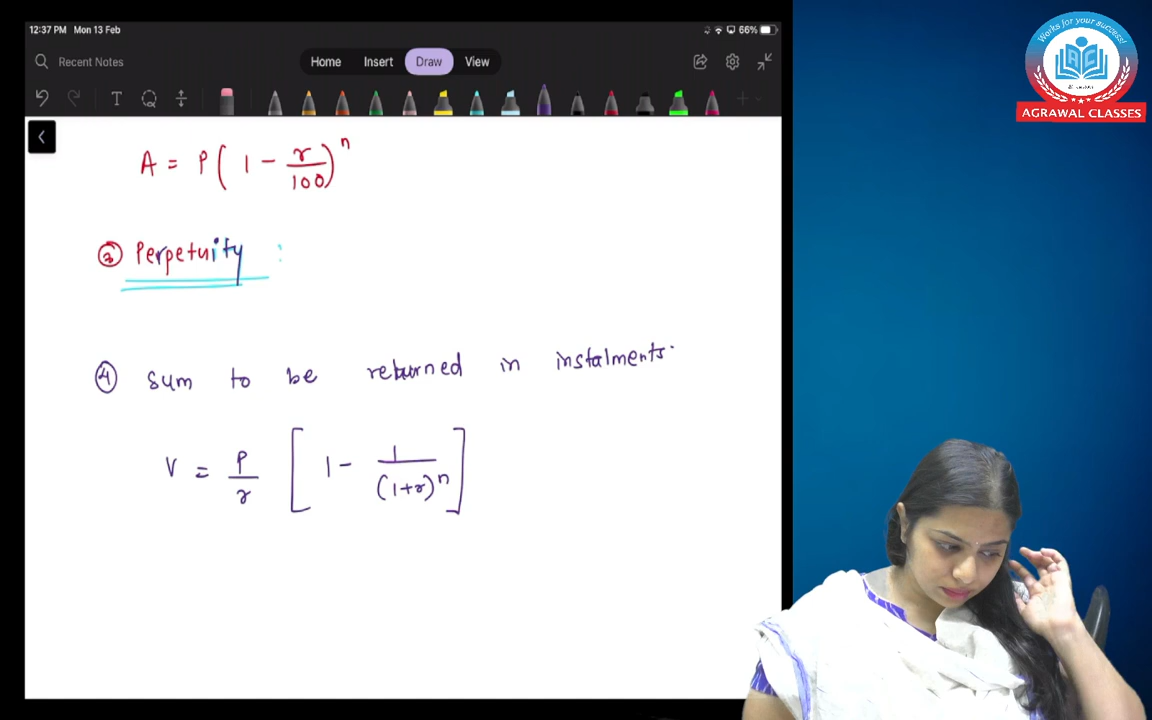 12:37 PM Mon 13 Feb
66%
Recent Notes
Home Insert Draw View
A = P(1 - r/100)^n
③ Perpetuity :
④ Sum to be returned in instalments.
V = P/r [1 - 1/(1+r)^n]
Works for your success!
AC
AGRAWAL CLASSES